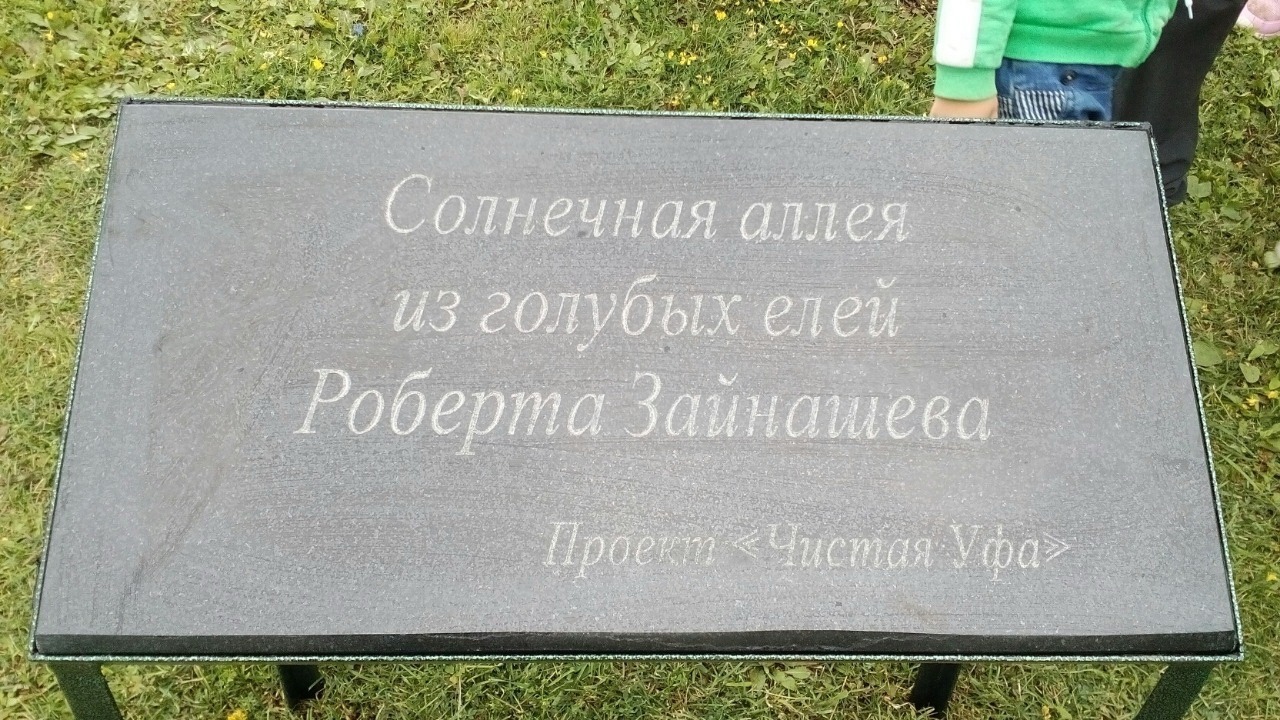 Солнечная аллея
из голубых елей
Роберта Зайнашева
Проект <Чистая Уфа>